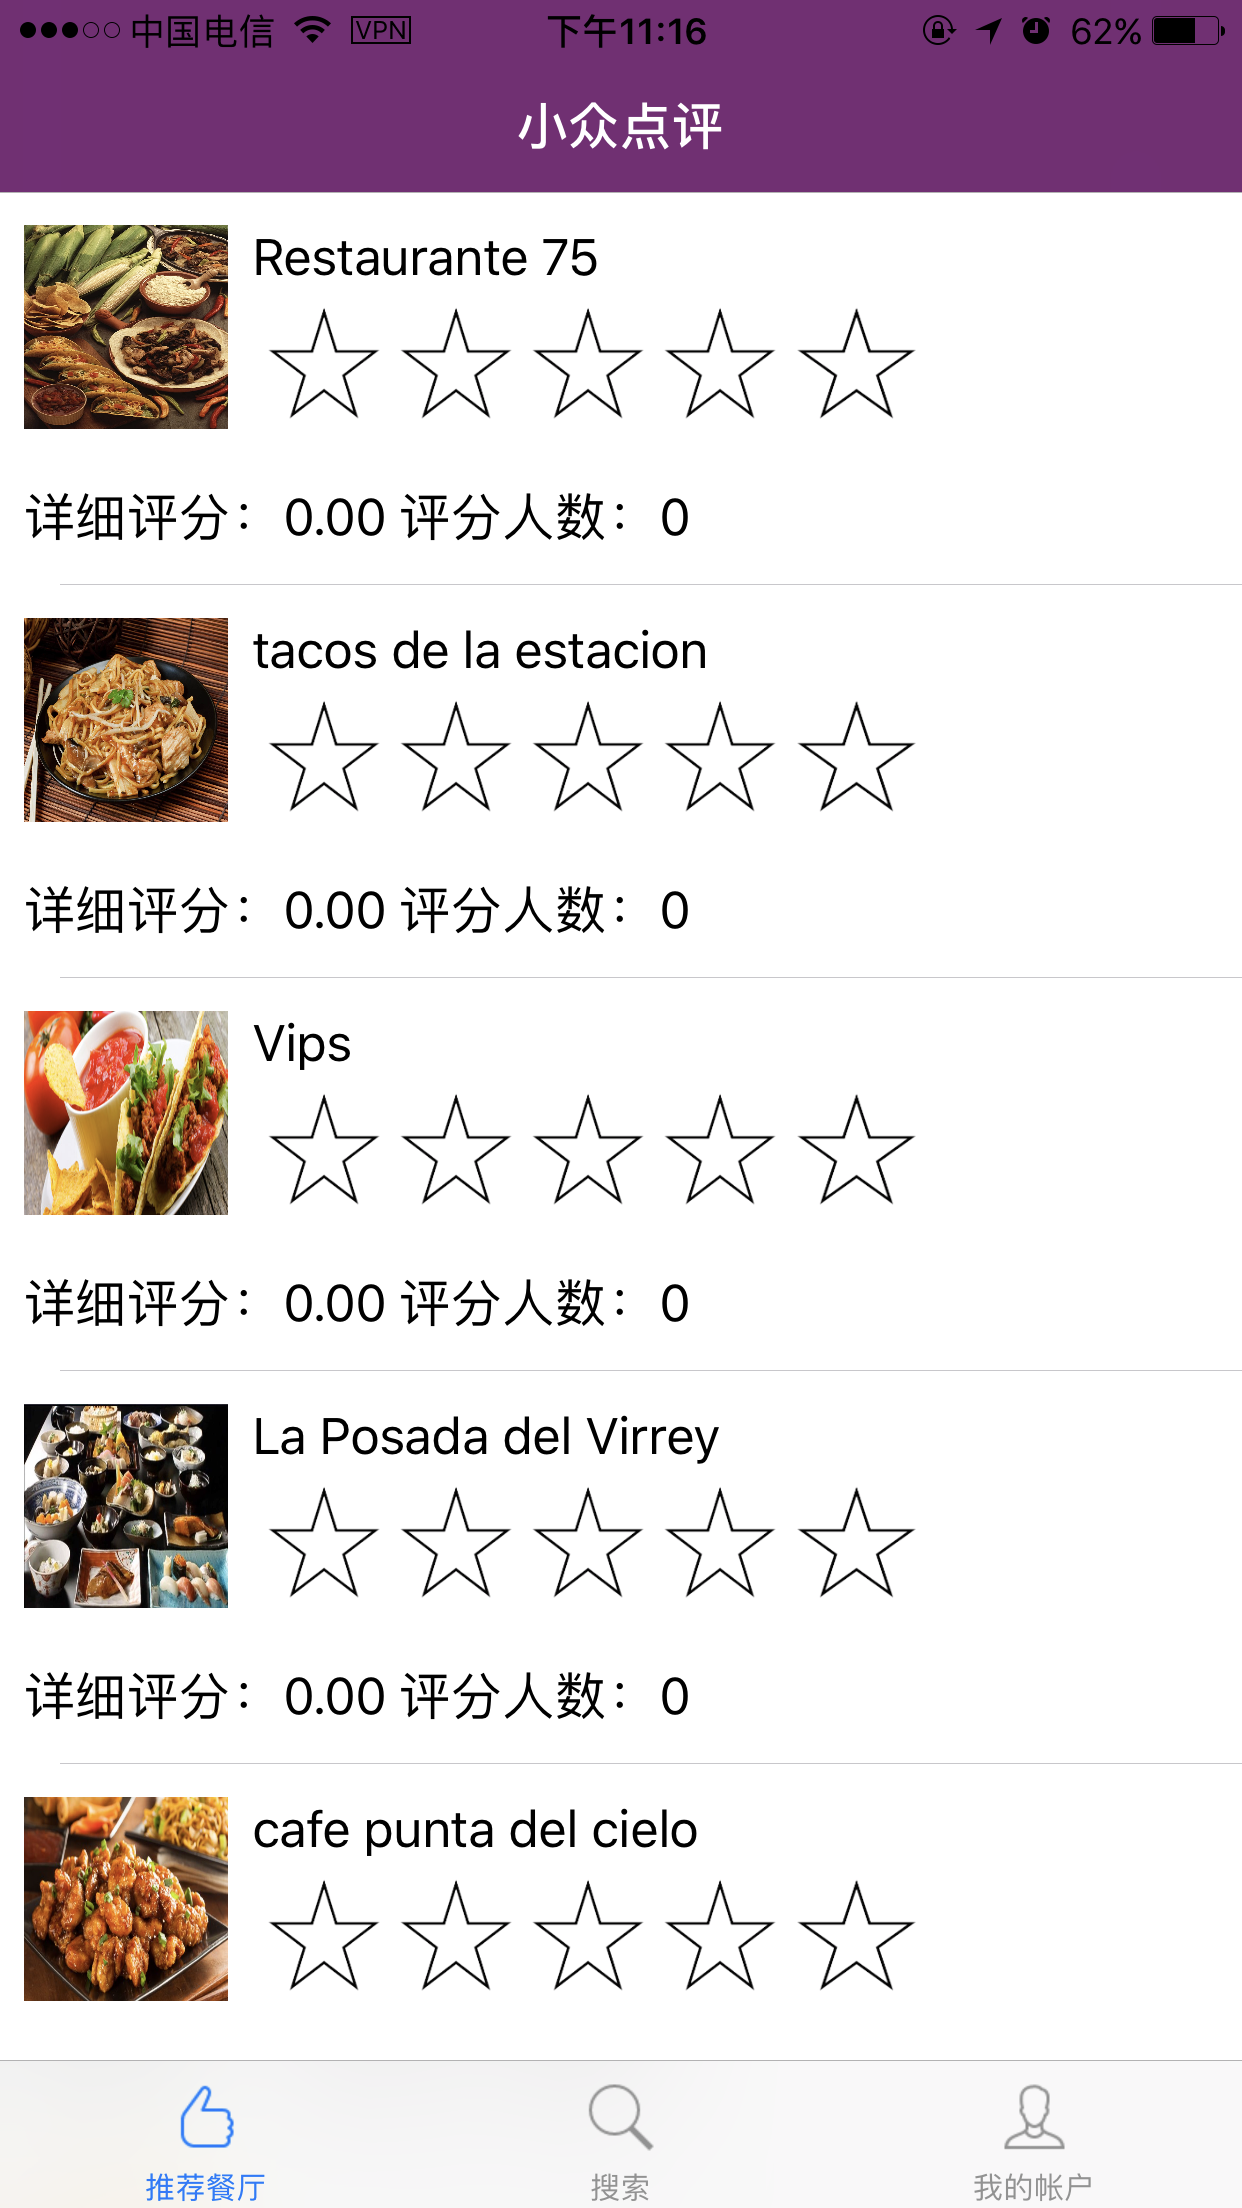 中国电信 VPN 下午11:16 62%
小众点评
Restaurante 75
详细评分：0.00 评分人数：0
tacos de la estacion
详细评分：0.00 评分人数：0
Vips
详细评分：0.00 评分人数：0
La Posada del Virrey
详细评分：0.00 评分人数：0
cafe punta del cielo
推荐餐厅 搜索 我的帐户